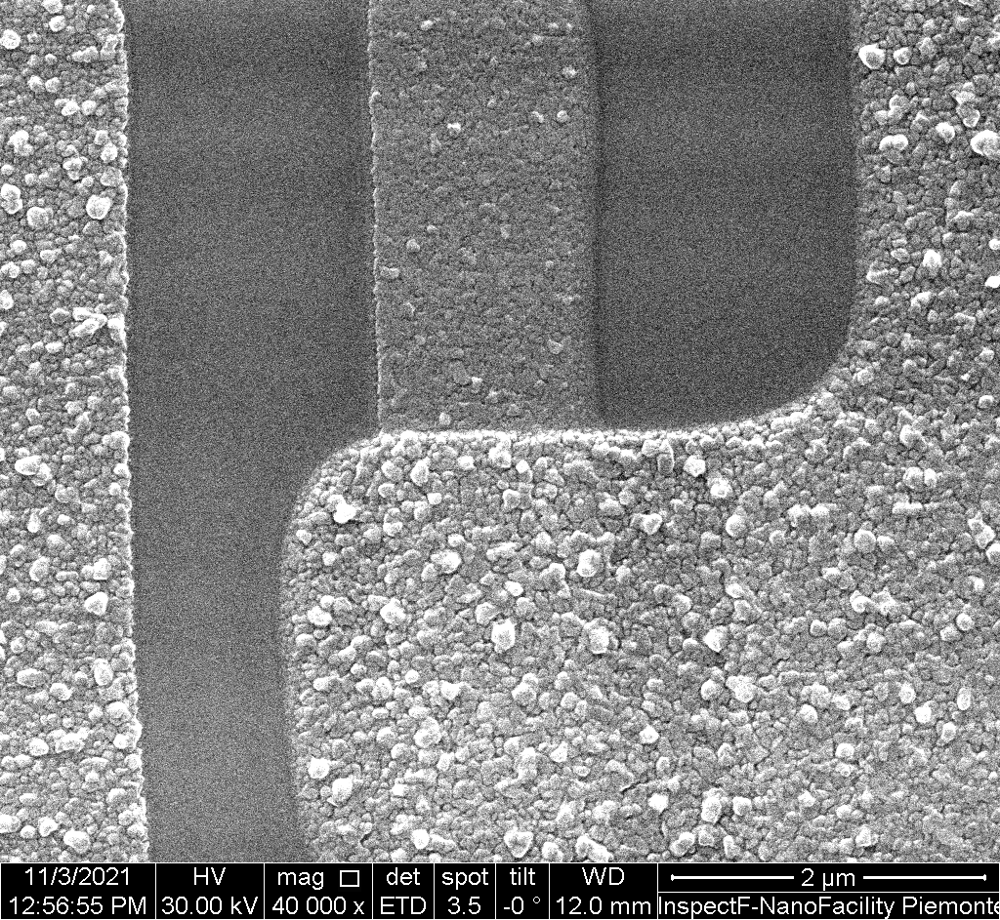 11/3/2021 HV mag det spot tilt WD 2 µm
12:56:55 PM 30.00 kV 40 000 x ETD 3.5 -0 ° 12.0 mm InspectF-NanoFacility Piemonte